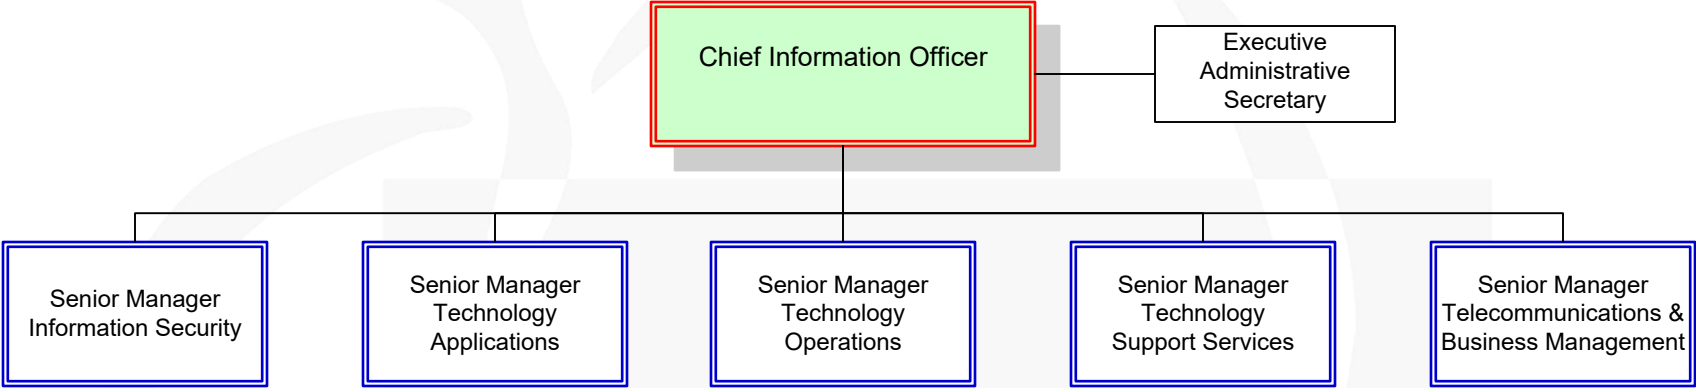 Chief Information Officer
Executive
Administrative
Secretary
Senior Manager
Information Security
Senior Manager
Technology
Applications
Senior Manager
Technology
Operations
Senior Manager
Technology
Support Services
Senior Manager
Telecommunications &
Business Management